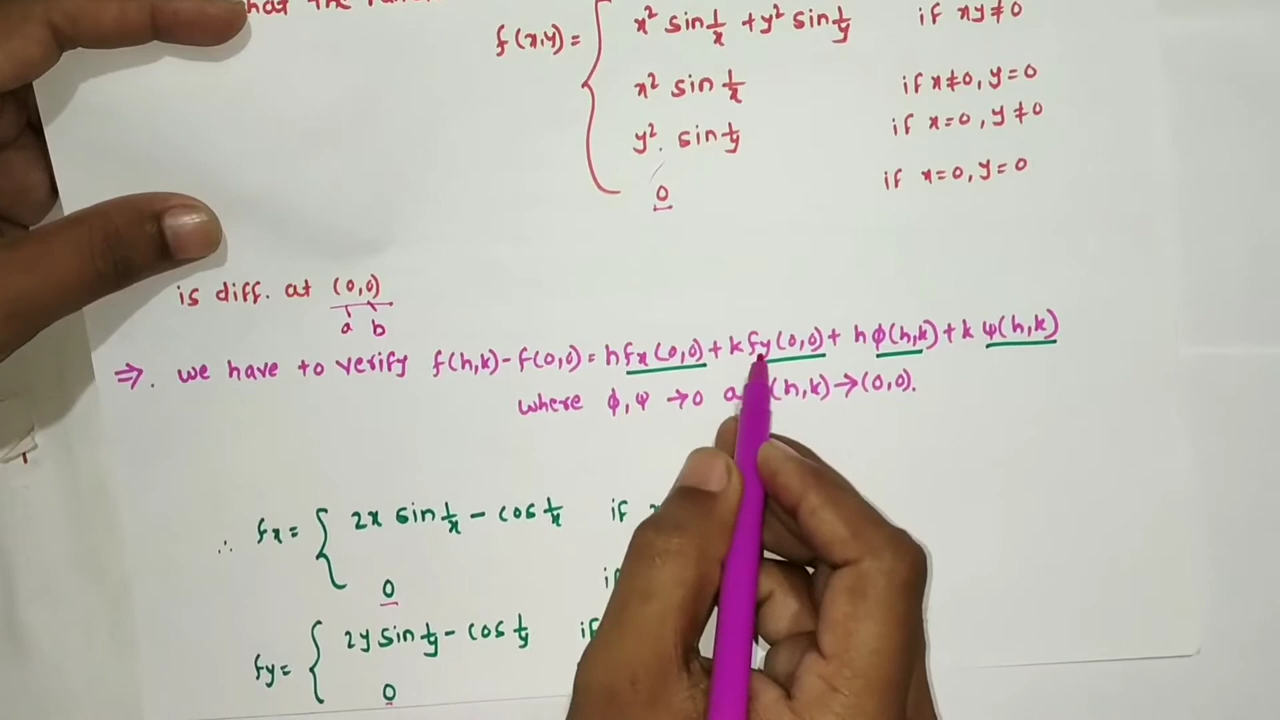 that the
f(x,y) = { x² sin 1/x + y² sin 1/y if xy≠0
x² sin 1/x if x≠0, y=0
y². sin 1/y if x=0, y≠0
0 if x=0, y=0
is diff. at (0,0)
a b
⇒. we have to verify f(h,k)-f(0,0) = h fx(0,0) + k fy(0,0) + h φ(h,k) + k ψ(h,k)
where φ,ψ →0 (h,k)→(0,0).
∴ fx = { 2x sin 1/x - cos 1/x if
0
fy = { 2y sin 1/y - cos 1/y if
0